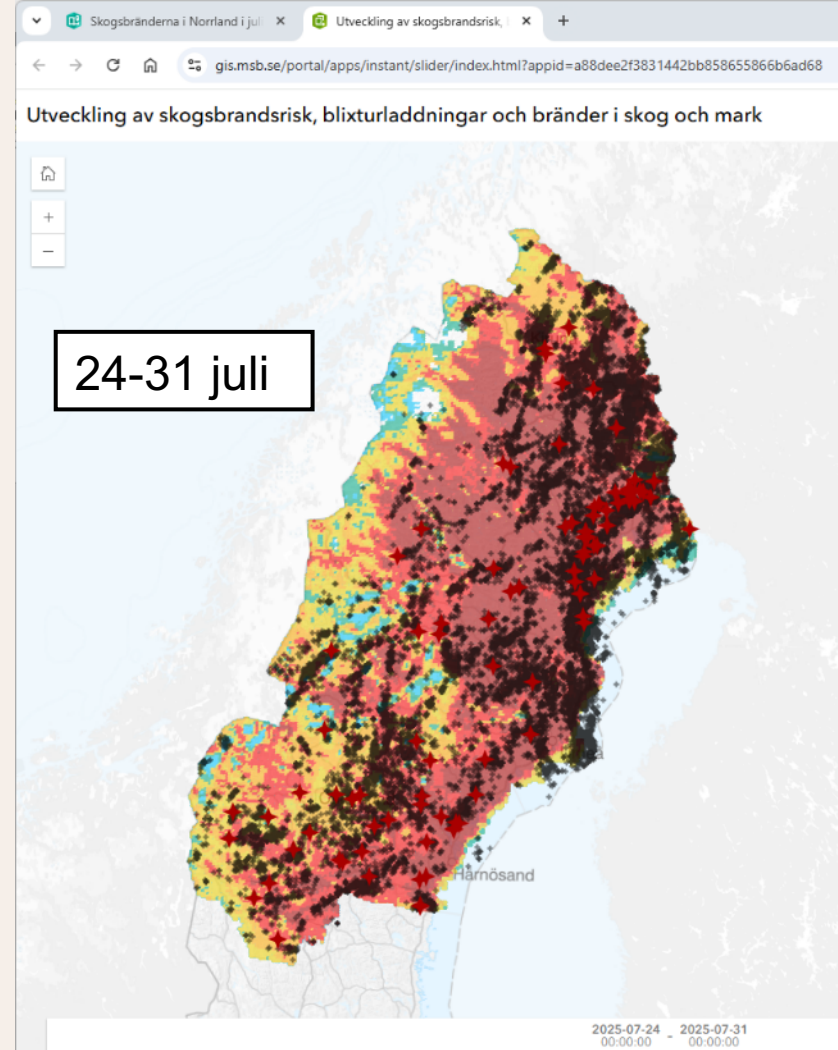 Skogsbränderna i Norrland i jul
Utveckling av skogsbrandsrisk,
gis.msb.se/portal/apps/instant/slider/index.html?appid=a88dee2f3831442bb858655866b6ad68
Utveckling av skogsbrandsrisk, blixturladdningar och bränder i skog och mark
24-31 juli
Härnösand
2025-07-24 - 2025-07-31
00:00:00 00:00:00